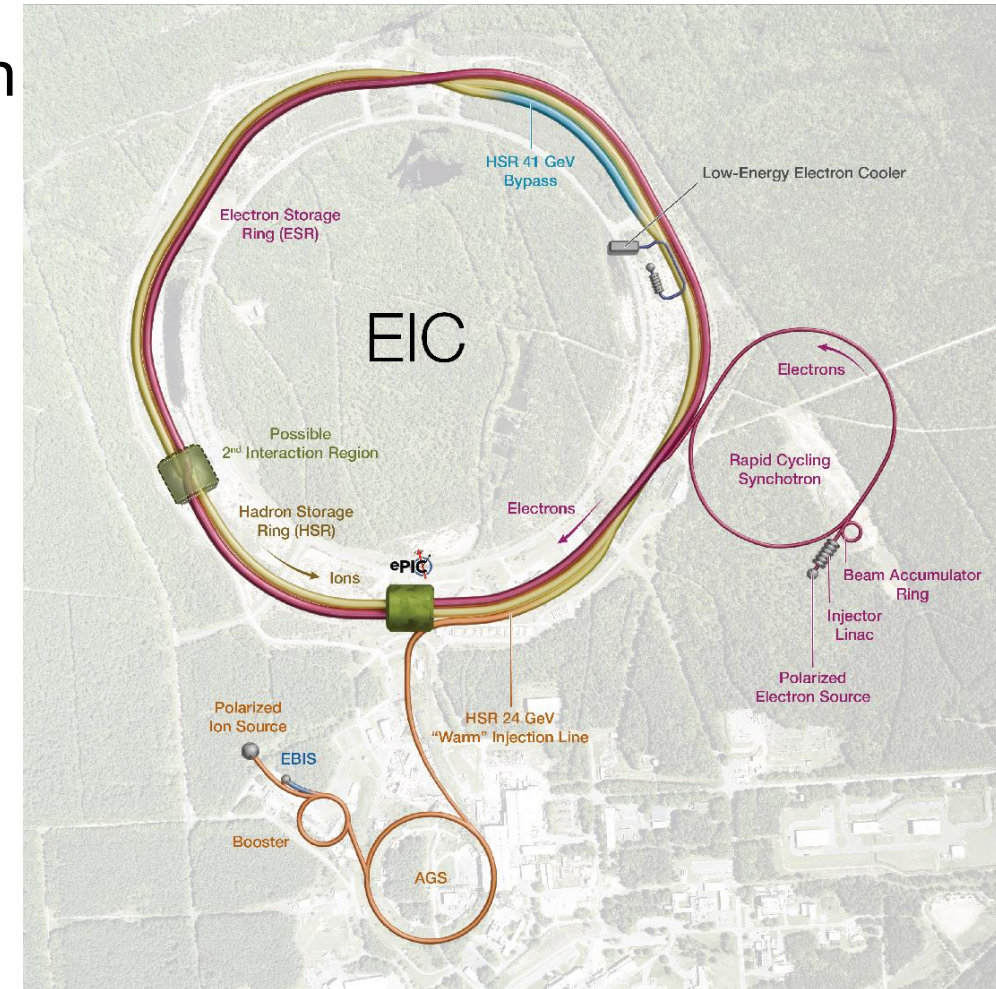 n
HSR 41 GeV
Bypass
Low-Energy Electron Cooler
Electron Storage
Ring (ESR)
EIC
Electrons
Possible
2nd Interaction Region
Rapid Cycling
Synchotron
Hadron Storage
Ring (HSR)
Electrons
Ions
ePIC
Beam Accumulator
Ring
Injector
Linac
Polarized
Electron Source
Polarized
Ion Source
HSR 24 GeV
“Warm” Injection Line
EBIS
Booster
AGS